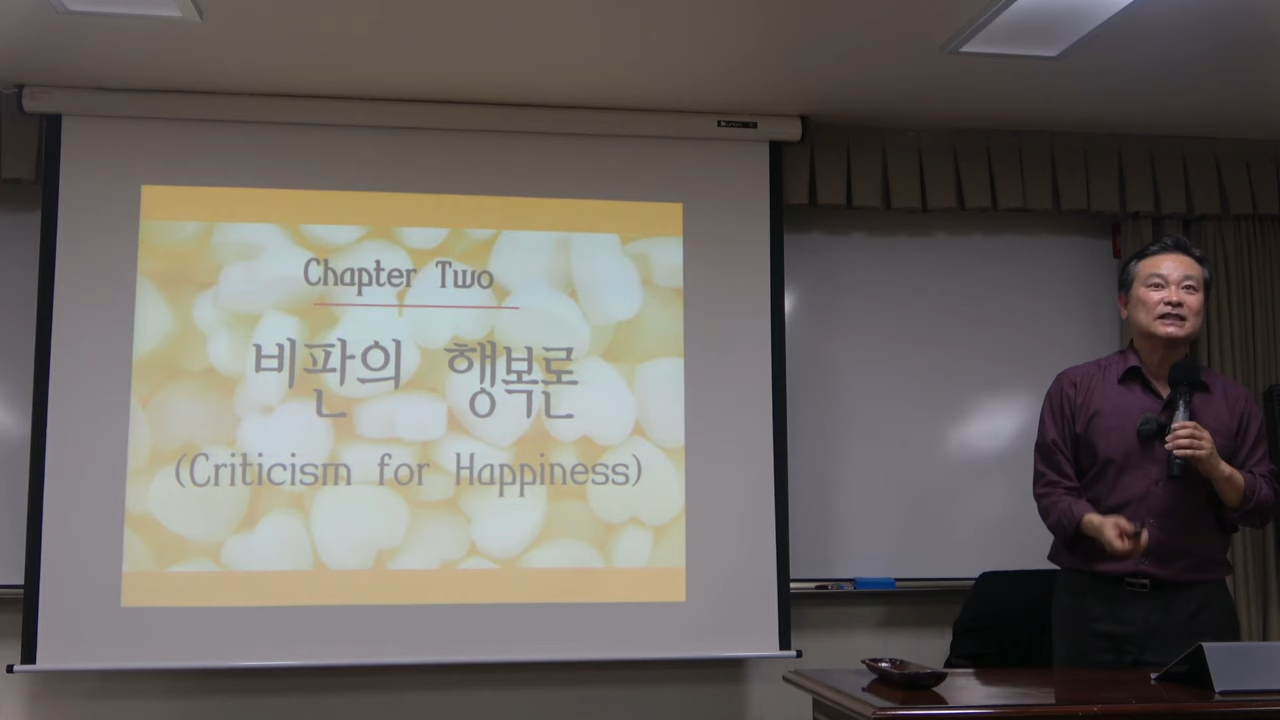 Chapter Two
비판의 행복론
(Criticism for Happiness)